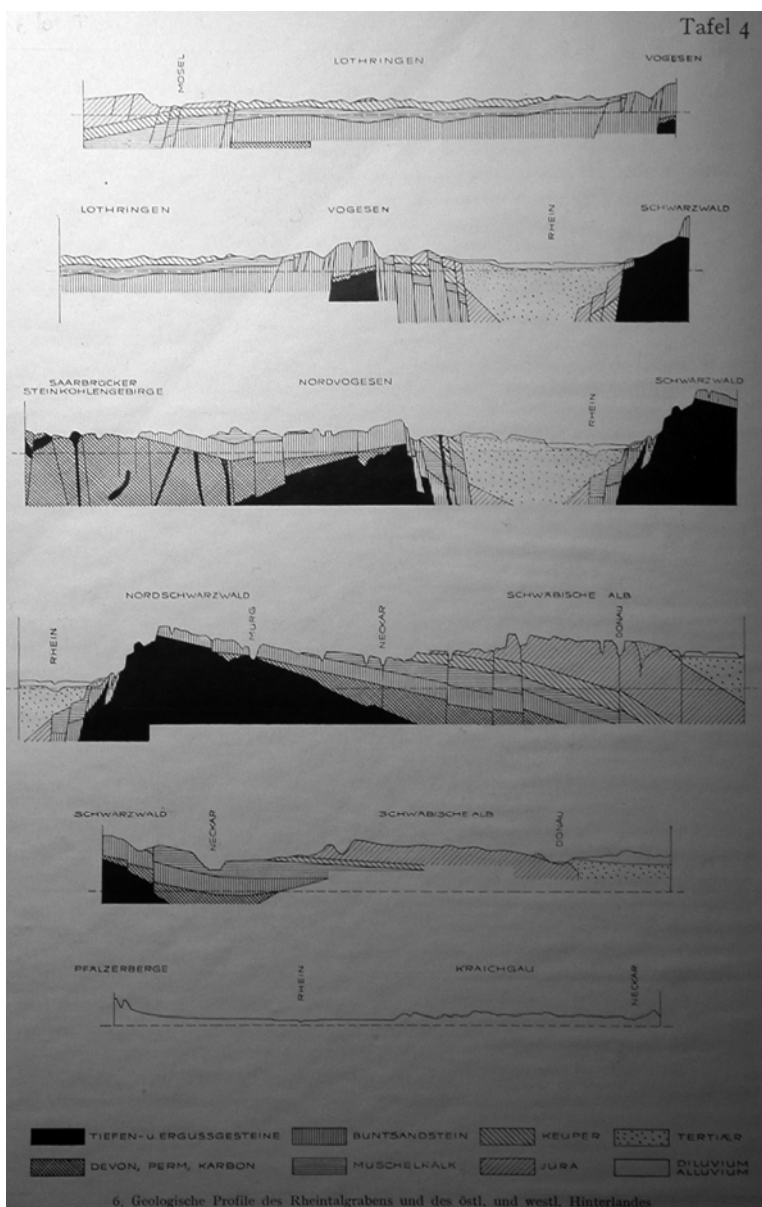 Tafel 4
MOSEL
LOTHRINGEN
VOGESEN
LOTHRINGEN
VOGESEN
RHEIN
SCHWARZWALD
SAARBRÜCKER
STEINKOHLENGEBIRGE
NORDVOGESEN
RHEIN
SCHWARZWALD
RHEIN
NORDSCHWARZWALD
MURG
NECKAR
SCHWÄBISCHE ALB
DONAU
SCHWARZWALD
NECKAR
SCHWÄBISCHE ALB
DONAU
PFÄLZERBERGE
RHEIN
KRAICHGAU
NECKAR
TIEFEN- U. ERGUSSGESTEINE
BUNTSANDSTEIN
KEUPER
TERTIÆR
DEVON, PERM, KARBON
MUSCHELKALK
JURA
DILUVIUM
ALLUVIUM
6. Geologische Profile des Rheintalgrabens und des östl. und westl. Hinterlandes